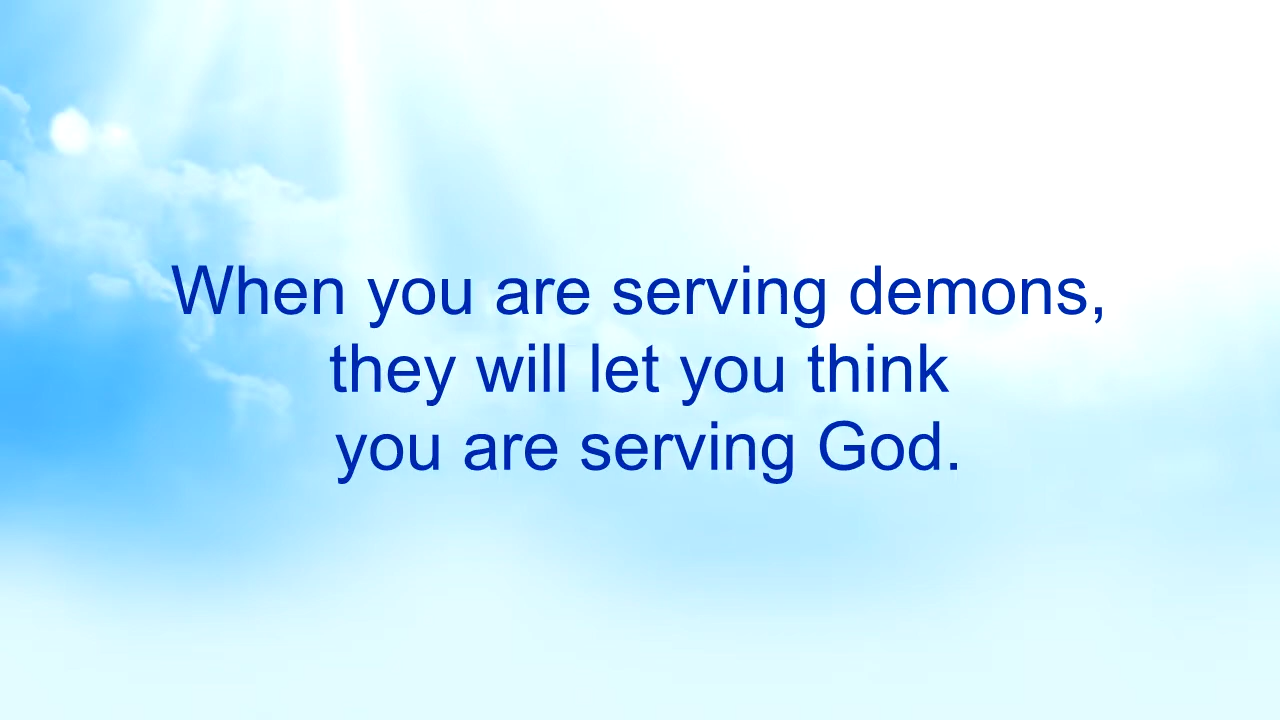 When you are serving demons,
they will let you think
you are serving God.